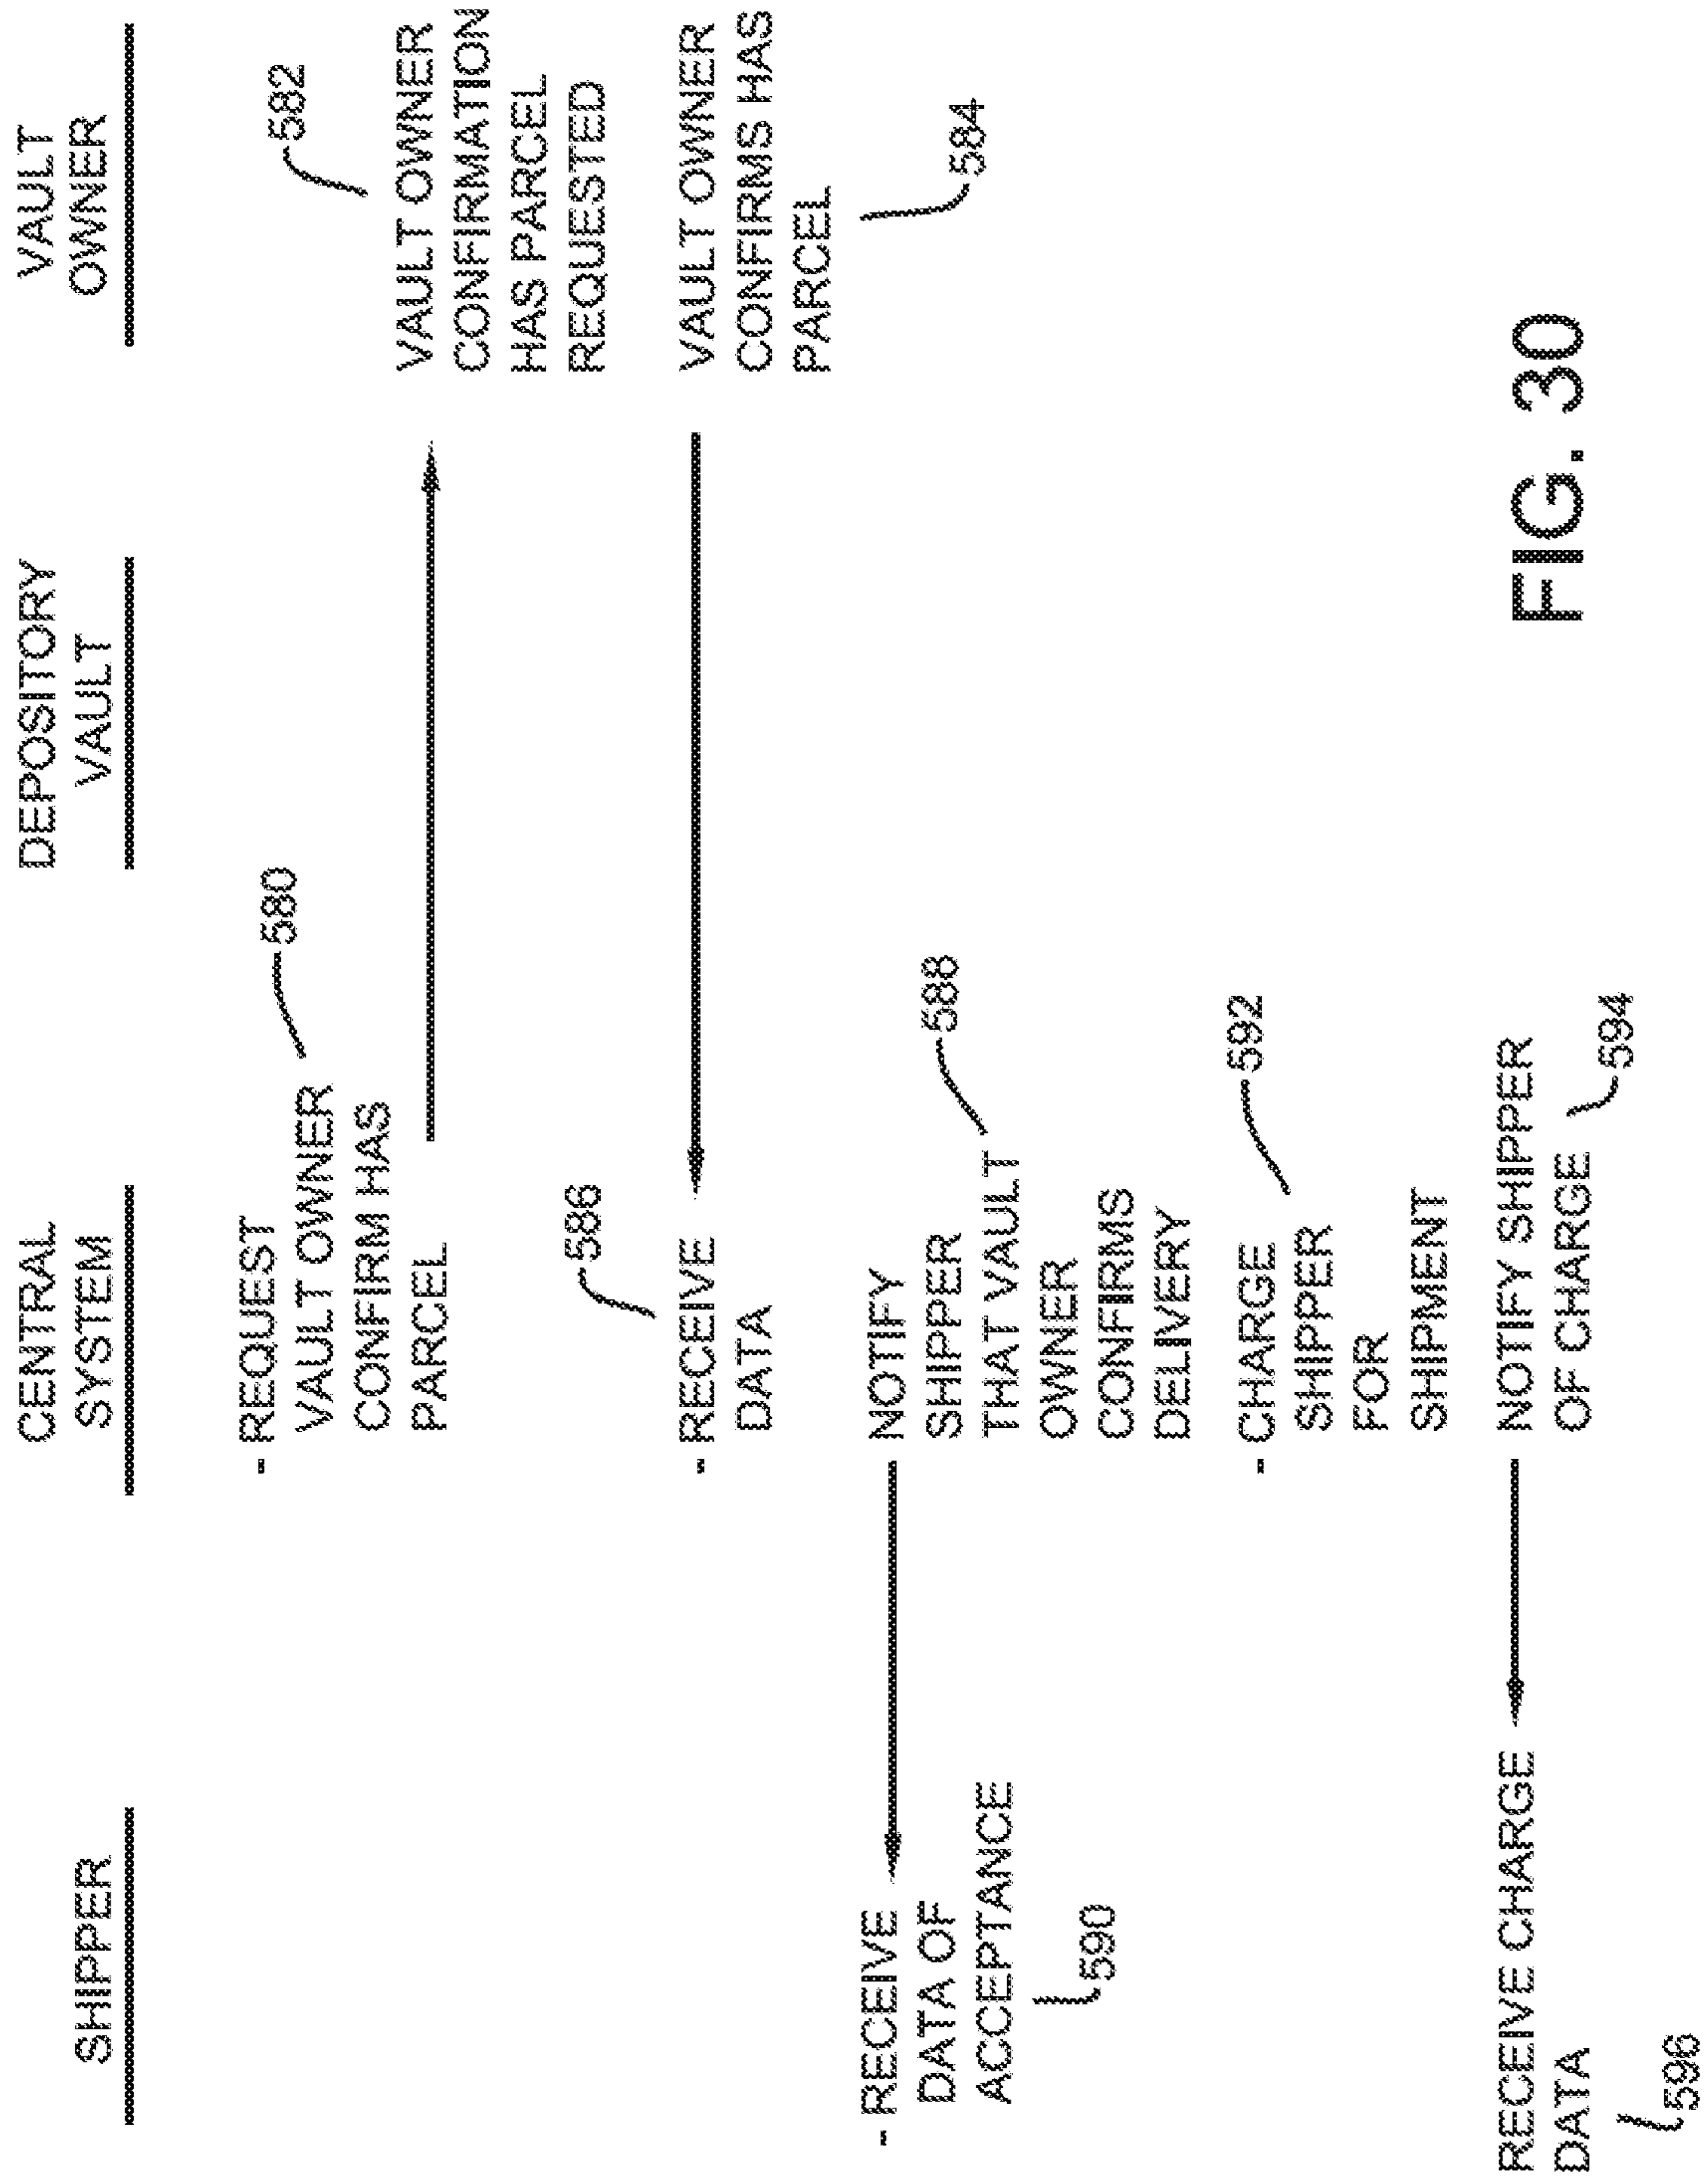 SHIPPER
CENTRAL
SYSTEM
DEPOSITORY
VAULT
VAULT
OWNER
- REQUEST
VAULT OWNER
CONFIRM HAS
PARCEL
580
582
VAULT OWNER
CONFIRMATION
HAS PARCEL
REQUESTED
586
- RECEIVE
DATA
VAULT OWNER
CONFIRMS HAS
PARCEL
584
- RECEIVE
DATA OF
ACCEPTANCE
590
NOTIFY
SHIPPER
THAT VAULT
OWNER
CONFIRMS
DELIVERY
588
- CHARGE
SHIPPER
FOR
SHIPMENT
592
RECEIVE CHARGE
DATA
596
NOTIFY SHIPPER
OF CHARGE
594
FIG. 30